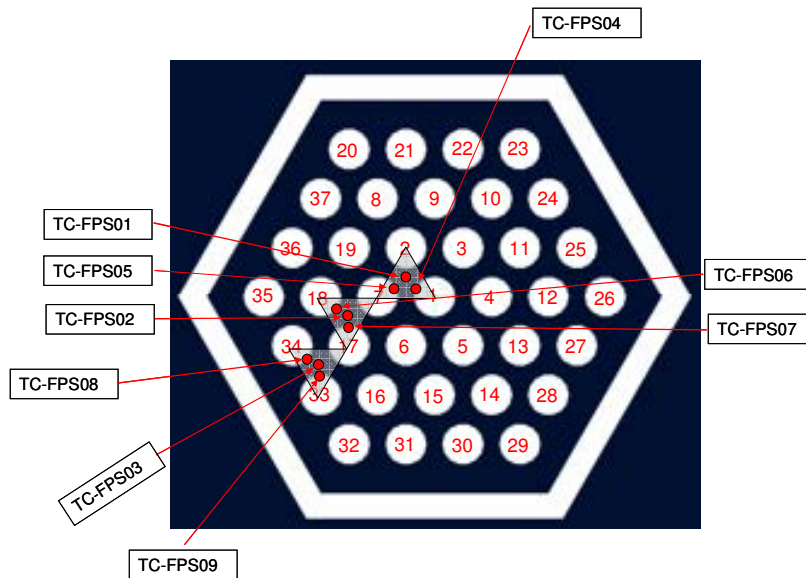 TC-FPS04
20 21 22 23
37 8 9 10 24
TC-FPS01
36 19 2 3 11 25
TC-FPS05
TC-FPS06
35 18 4 12 26
TC-FPS02
TC-FPS07
34 17 6 5 13 27
TC-FPS08
33 16 15 14 28
32 31 30 29
TC-FPS03
TC-FPS09